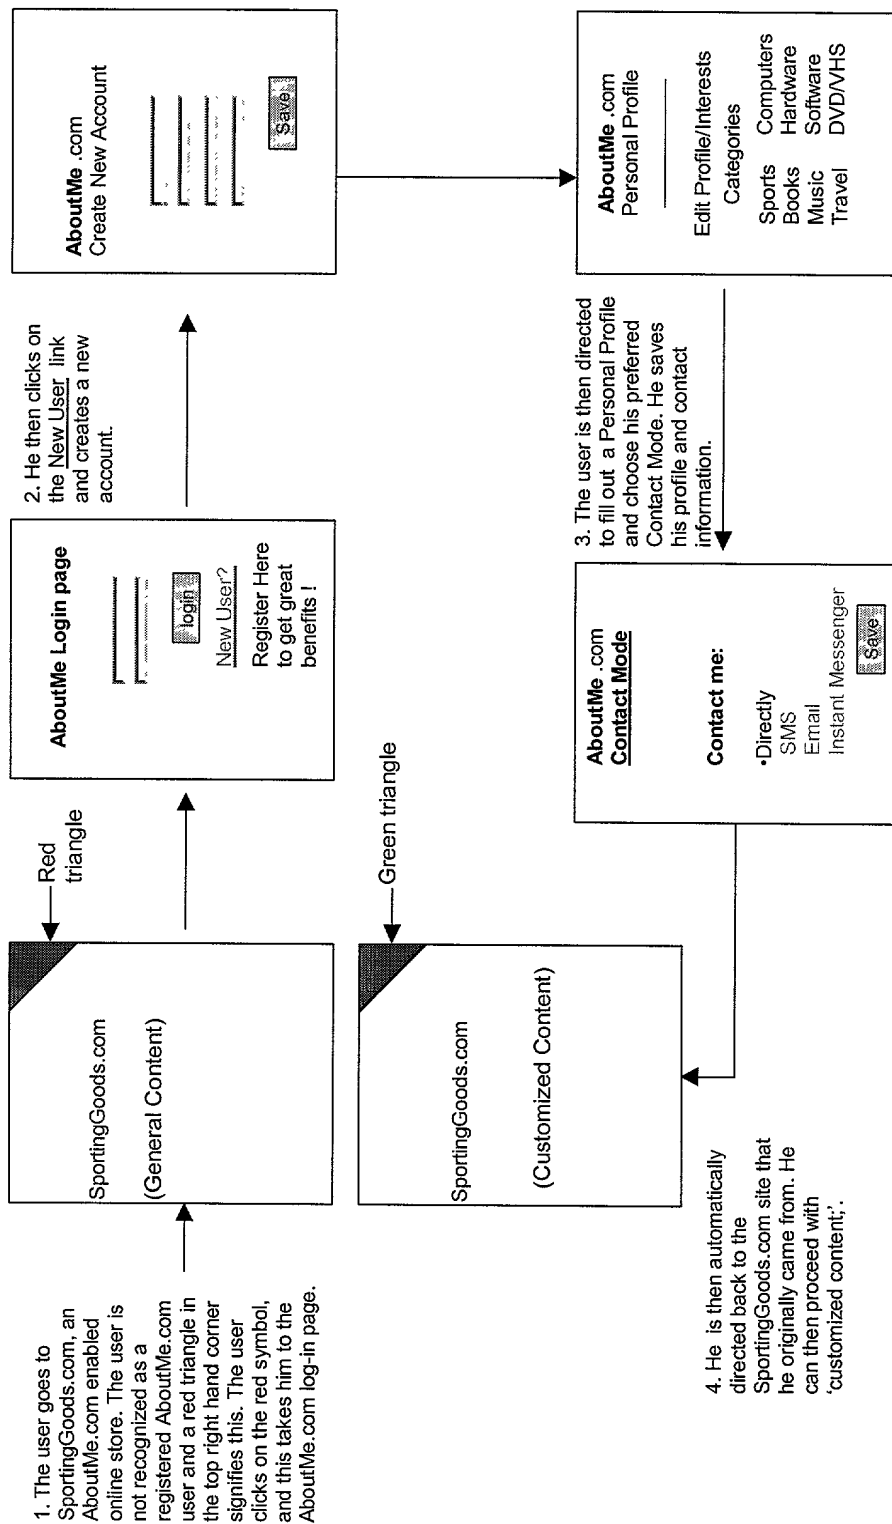 1. The user goes to
SportingGoods.com, an
AboutMe.com enabled
online store. The user is
not recognized as a
registered AboutMe.com
user and a red triangle in
the top right hand corner
signifies this. The user
clicks on the red symbol,
and this takes him to the
AboutMe.com log-in page.
SportingGoods.com
(General Content)
Red
triangle
AboutMe Login page
login
New User?
Register Here
to get great
benefits !
2. He then clicks on
the New User link
and creates a new
account.
AboutMe .com
Create New Account
Save
AboutMe .com
Personal Profile
Edit Profile/Interests
Categories
Sports Computers
Books Hardware
Music Software
Travel DVD/VHS
3. The user is then directed
to fill out a Personal Profile
and choose his preferred
Contact Mode. He saves
his profile and contact
information.
AboutMe .com
Contact Mode
Contact me:
•Directly
SMS
Email
Instant Messenger
Save
4. He is then automatically
directed back to the
SportingGoods.com site that
he originally came from. He
can then proceed with
‘customized content;’.
SportingGoods.com
(Customized Content)
Green triangle